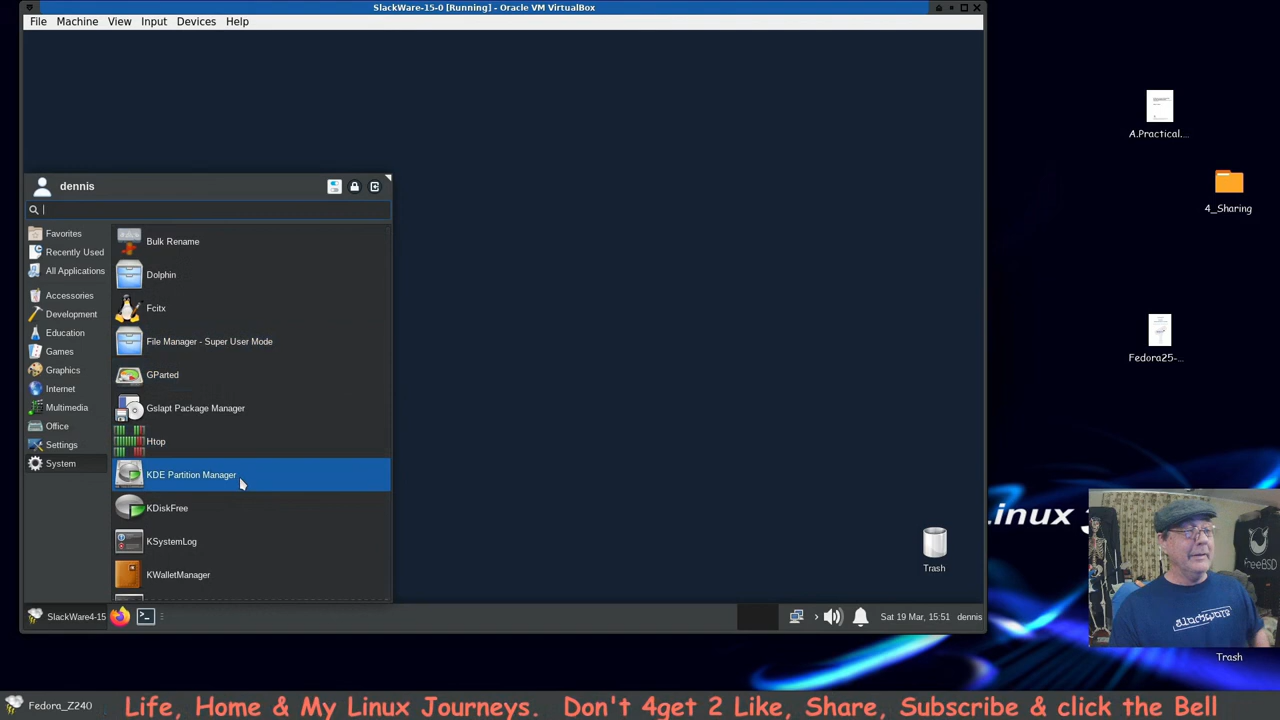 SlackWare-15-0 [Running] - Oracle VM VirtualBox
File Machine View Input Devices Help
dennis
Favorites
Recently Used
All Applications
Accessories
Development
Education
Games
Graphics
Internet
Multimedia
Office
Settings
System
Bulk Rename
Dolphin
Fcitx
File Manager - Super User Mode
GParted
Gslapt Package Manager
Htop
KDE Partition Manager
KDiskFree
KSystemLog
KWalletManager
Trash
SlackWare4-15
Sat 19 Mar, 15:51 dennis
A.Practical....
4_Sharing
Fedora25-...
Linux
freeBSD
slackware
Trash
Fedora_Z240
Life, Home & My Linux Journeys. Don't 4get 2 Like, Share, Subscribe & click the Bell